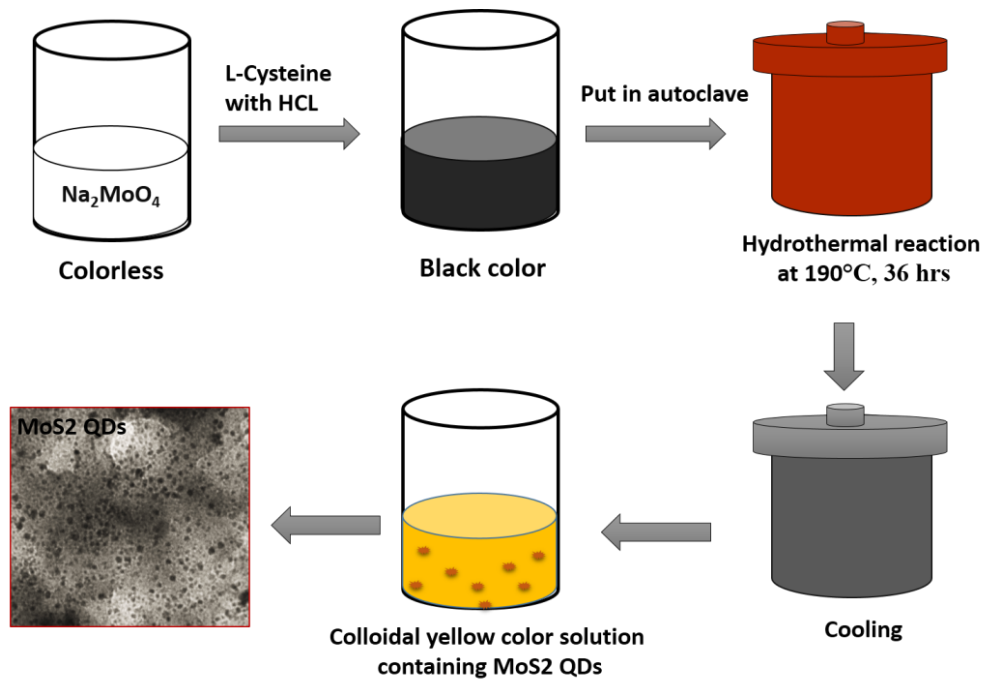 L-Cysteine
with HCL
Put in autoclave
Na₂MoO₄
Colorless
Black color
Hydrothermal reaction
at 190°C, 36 hrs
MoS2 QDs
Colloidal yellow color solution
containing MoS2 QDs
Cooling